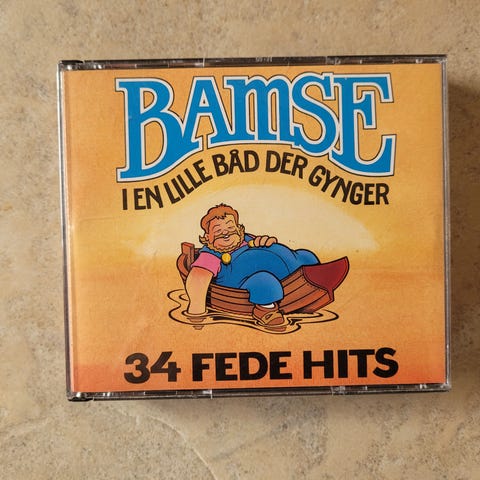 BAMSE
I EN LILLE BÅD DER GYNGER
34 FEDE HITS